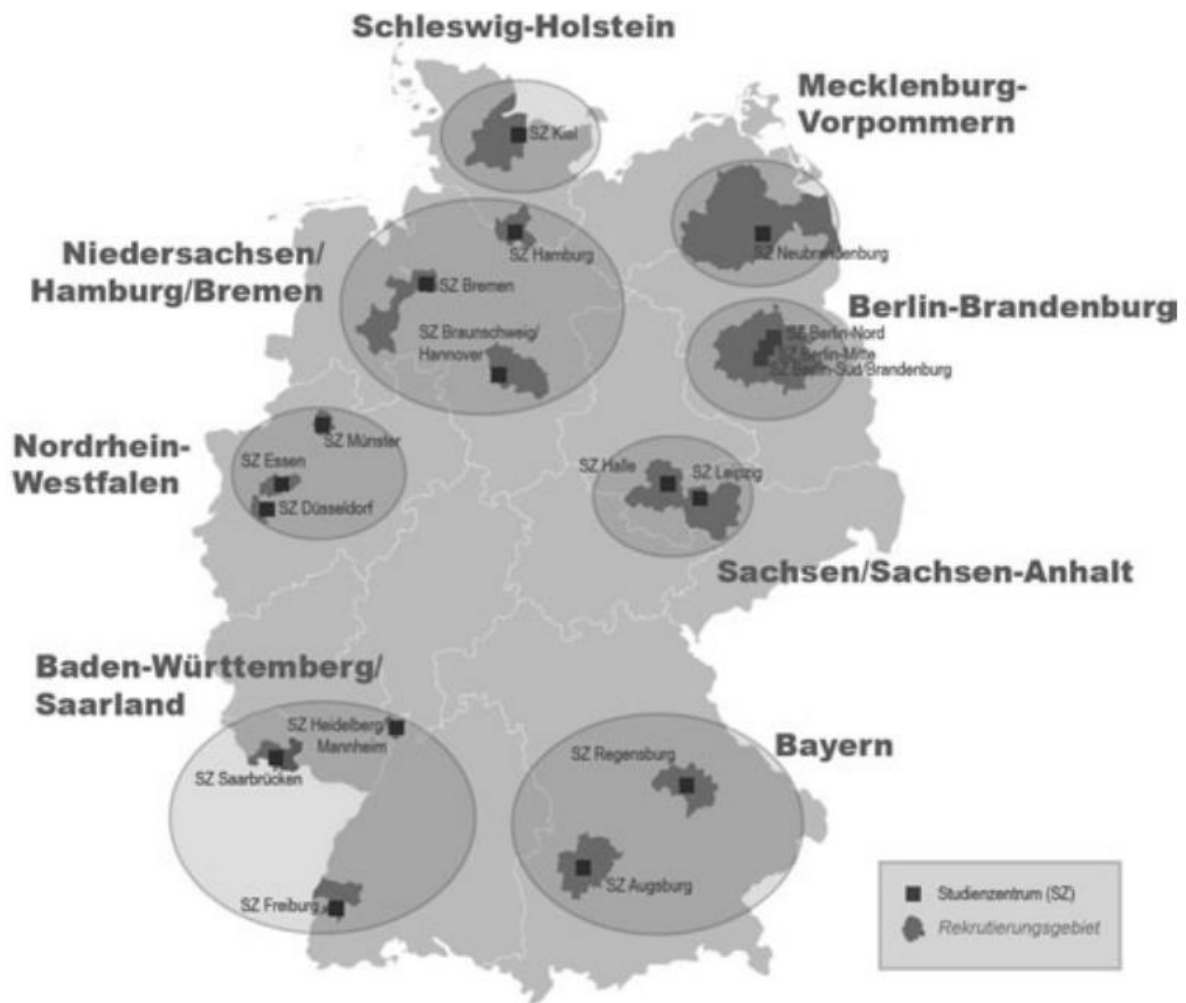 Schleswig-Holstein
Mecklenburg-
Vorpommern
SZ Kiel
Niedersachsen/
Hamburg/Bremen
SZ Hamburg
SZ Neubrandenburg
SZ Bremen
Berlin-Brandenburg
SZ Braunschweig/
Hannover
SZ Berlin-Nord
SZ Berlin-Mitte
SZ Berlin-Süd/Brandenburg
Nordrhein-
Westfalen
SZ Münster
SZ Essen
SZ Düsseldorf
SZ Halle
SZ Leipzig
Sachsen/Sachsen-Anhalt
Baden-Württemberg/
Saarland
SZ Heidelberg/
Mannheim
SZ Saarbrücken
SZ Freiburg
Bayern
SZ Regensburg
SZ Augsburg
Studienzentrum (SZ)
Rekrutierungsgebiet